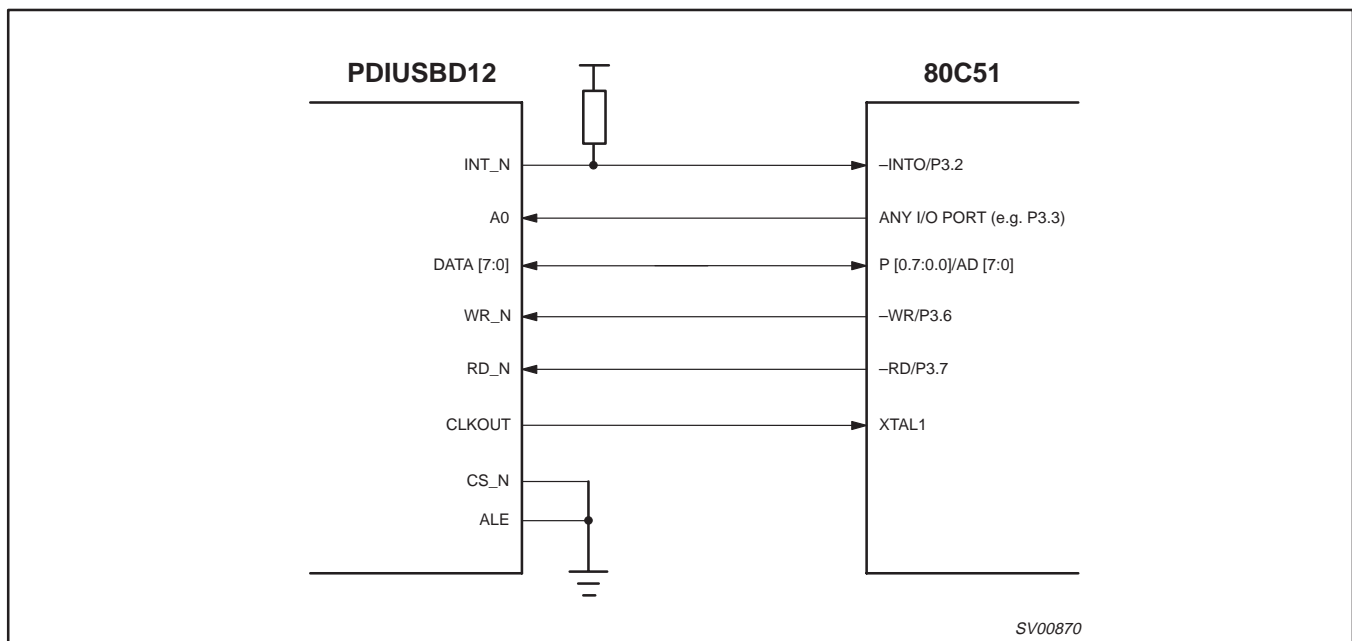 PDIUSBD12
80C51
INT_N
–INTO/P3.2
A0
ANY I/O PORT (e.g. P3.3)
DATA [7:0]
P [0.7:0.0]/AD [7:0]
WR_N
–WR/P3.6
RD_N
–RD/P3.7
CLKOUT
XTAL1
CS_N
ALE
SV00870